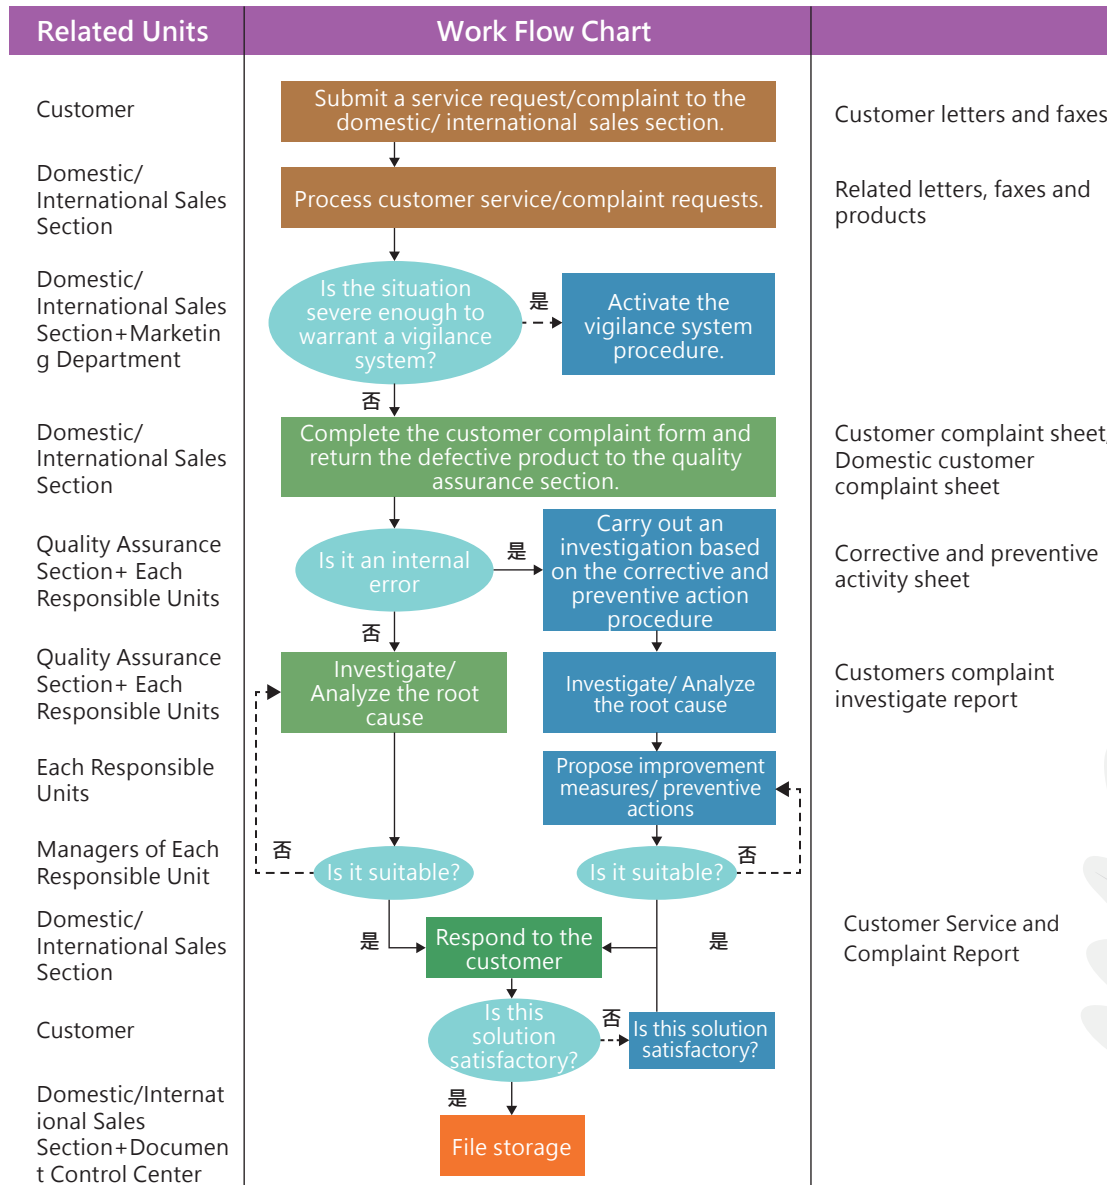 Related Units
Work Flow Chart
Customer
Submit a service request/complaint to the
domestic/ international sales section.
Customer letters and faxes
Domestic/
International Sales
Section
Process customer service/complaint requests.
Related letters, faxes and
products
Domestic/
International Sales
Section+Marketin
g Department
Is the situation
severe enough to
warrant a vigilance
system?
是
Activate the
vigilance system
procedure.
否
Domestic/
International Sales
Section
Complete the customer complaint form and
return the defective product to the quality
assurance section.
Customer complaint sheet,
Domestic customer
complaint sheet
Quality Assurance
Section+ Each
Responsible Units
Is it an internal
error
是
Carry out an
investigation based
on the corrective and
preventive action
procedure
Corrective and preventive
activity sheet
否
Quality Assurance
Section+ Each
Responsible Units
Investigate/
Analyze the root
cause
Investigate/ Analyze
the root cause
Customers complaint
investigate report
Each Responsible
Units
Propose improvement
measures/ preventive
actions
Managers of Each
Responsible Unit
否
Is it suitable?
Is it suitable?
否
Domestic/
International Sales
Section
是
Respond to the
customer
是
Customer Service and
Complaint Report
Customer
Is this
solution
satisfactory?
否
Is this solution
satisfactory?
是
Domestic/Internat
ional Sales
Section+Documen
t Control Center
File storage